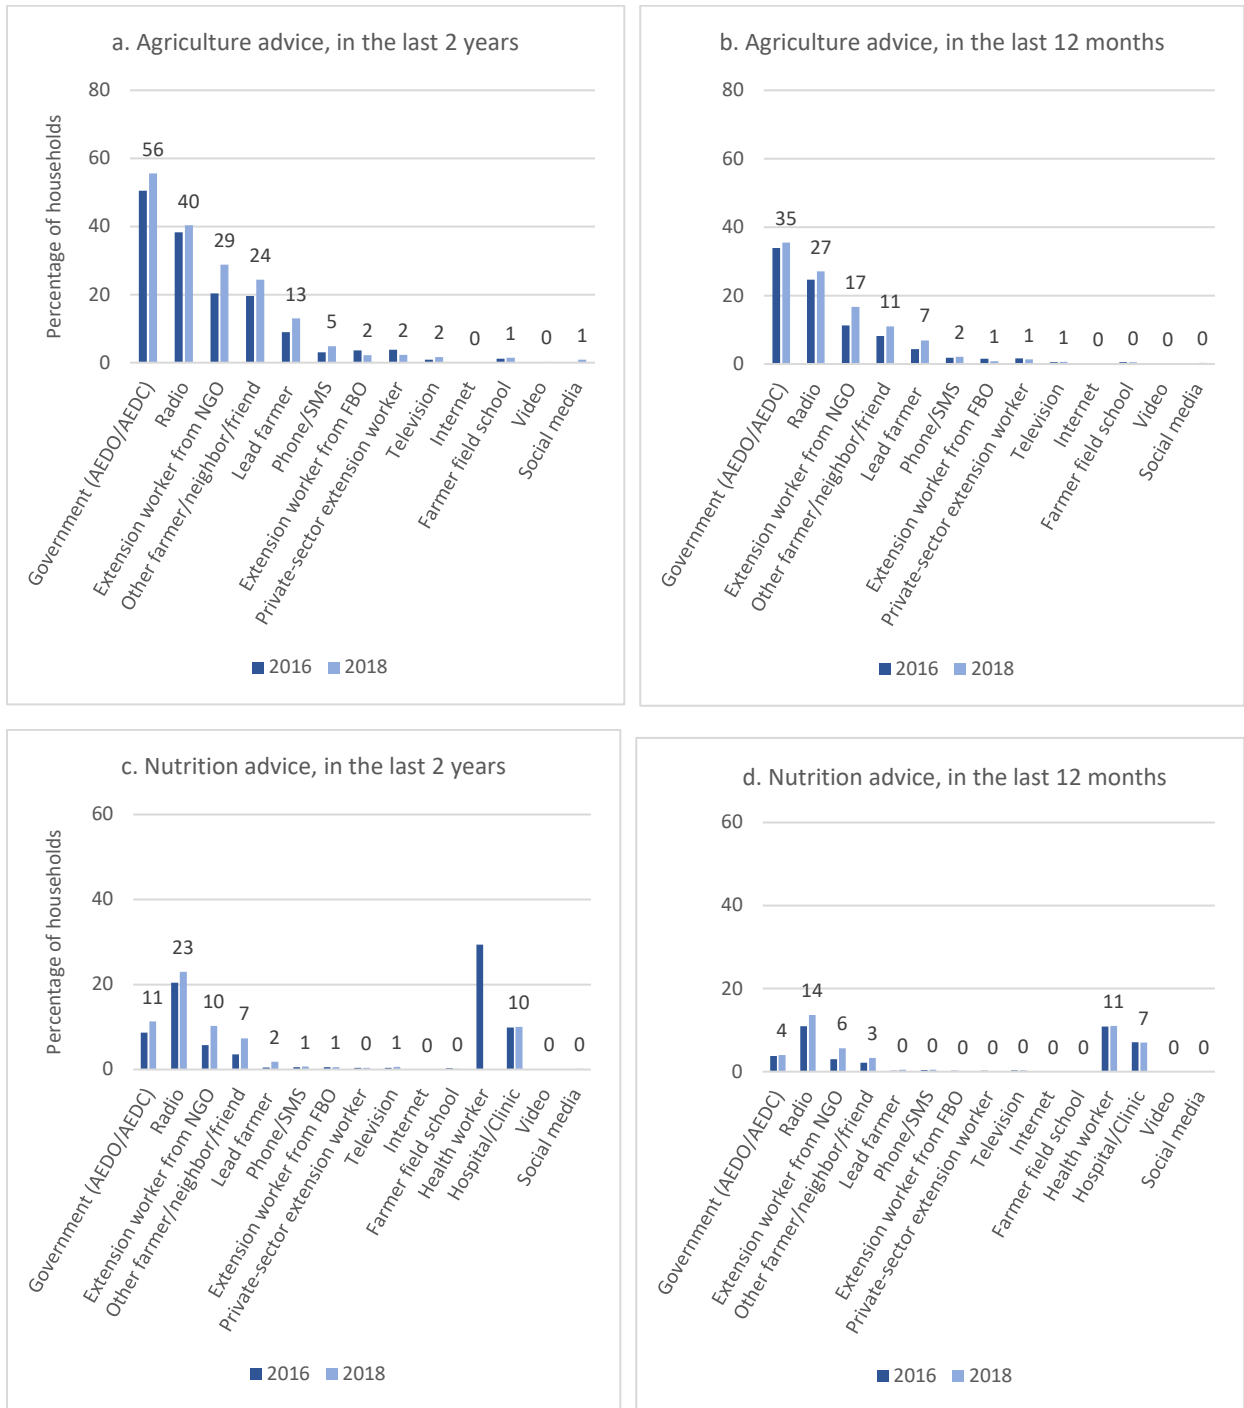 a. Agriculture advice, in the last 2 years
Percentage of households
80
60
40
20
0
56
40
29
24
13
5
2
2
2
0
1
0
1
Government (AEDO/AEDC)
Radio
Extension worker from NGO
Other farmer/neighbor/friend
Lead farmer
Phone/SMS
Extension worker from FBO
Private-sector extension worker
Television
Internet
Farmer field school
Video
Social media
2016
2018
b. Agriculture advice, in the last 12 months
80
60
40
20
0
35
27
17
11
7
2
1
1
1
0
0
0
0
Government (AEDO/AEDC)
Radio
Extension worker from NGO
Other farmer/neighbor/friend
Lead farmer
Phone/SMS
Extension worker from FBO
Private-sector extension worker
Television
Internet
Farmer field school
Video
Social media
2016
2018
c. Nutrition advice, in the last 2 years
Percentage of households
60
40
20
0
11
23
10
7
2
1
1
0
1
0
0
10
0
0
Government (AEDO/AEDC)
Radio
Extension worker from NGO
Other farmer/neighbor/friend
Lead farmer
Phone/SMS
Extension worker from FBO
Private-sector extension worker
Television
Internet
Farmer field school
Health worker
Hospital/Clinic
Video
Social media
2016
2018
d. Nutrition advice, in the last 12 months
60
40
20
0
4
14
6
3
0
0
0
0
0
0
0
11
7
0
0
Government (AEDO/AEDC)
Radio
Extension worker from NGO
Other farmer/neighbor/friend
Lead farmer
Phone/SMS
Extension worker from FBO
Private-sector extension worker
Television
Internet
Farmer field school
Health worker
Hospital/Clinic
Video
Social media
2016
2018